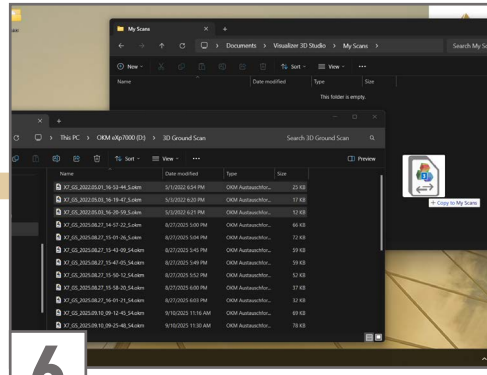 My Scans
Documents > Visualizer 3D Studio > My Scans >
Search My Sc
New
Sort
View
Name
Date modified
Type
Size
This folder is empty.
This PC > OKM eXp7000 (D:) > 3D Ground Scan
Search 3D Ground Scan
Sort
View
Preview
Name
Date modified
Type
Size
X7_GS_2022.05.01_16-53-44_S.okm 5/3/2022 6:54 PM OKM Austauschfor... 23 KB
X7_GS_2022.05.03_16-19-47_S.okm 5/3/2022 6:20 PM OKM Austauschfor... 17 KB
X7_GS_2022.05.03_16-20-59_S.okm 5/3/2022 6:21 PM OKM Austauschfor... 12 KB
X7_GS_2025.08.27_14-57-22_S4.okm 8/27/2025 5:00 PM OKM Austauschfor... 66 KB
X7_GS_2025.08.27_15-01-26_S4.okm 8/27/2025 5:04 PM OKM Austauschfor... 72 KB
X7_GS_2025.08.27_15-43-09_S4.okm 8/27/2025 5:45 PM OKM Austauschfor... 39 KB
X7_GS_2025.08.27_15-47-05_S4.okm 8/27/2025 5:49 PM OKM Austauschfor... 59 KB
X7_GS_2025.08.27_15-50-12_S4.okm 8/27/2025 5:52 PM OKM Austauschfor... 52 KB
X7_GS_2025.08.27_15-58-20_S4.okm 8/27/2025 6:00 PM OKM Austauschfor... 37 KB
X7_GS_2025.08.27_16-01-21_S4.okm 8/27/2025 6:03 PM OKM Austauschfor... 32 KB
X7_GS_2025.09.10_09-12-45_S4.okm 9/10/2025 11:16 AM OKM Austauschfor... 69 KB
X7_GS_2025.09.10_09-25-40_S4.okm 9/10/2025 11:30 AM OKM Austauschfor... 78 KB
3
+ Copy to My Scans
6